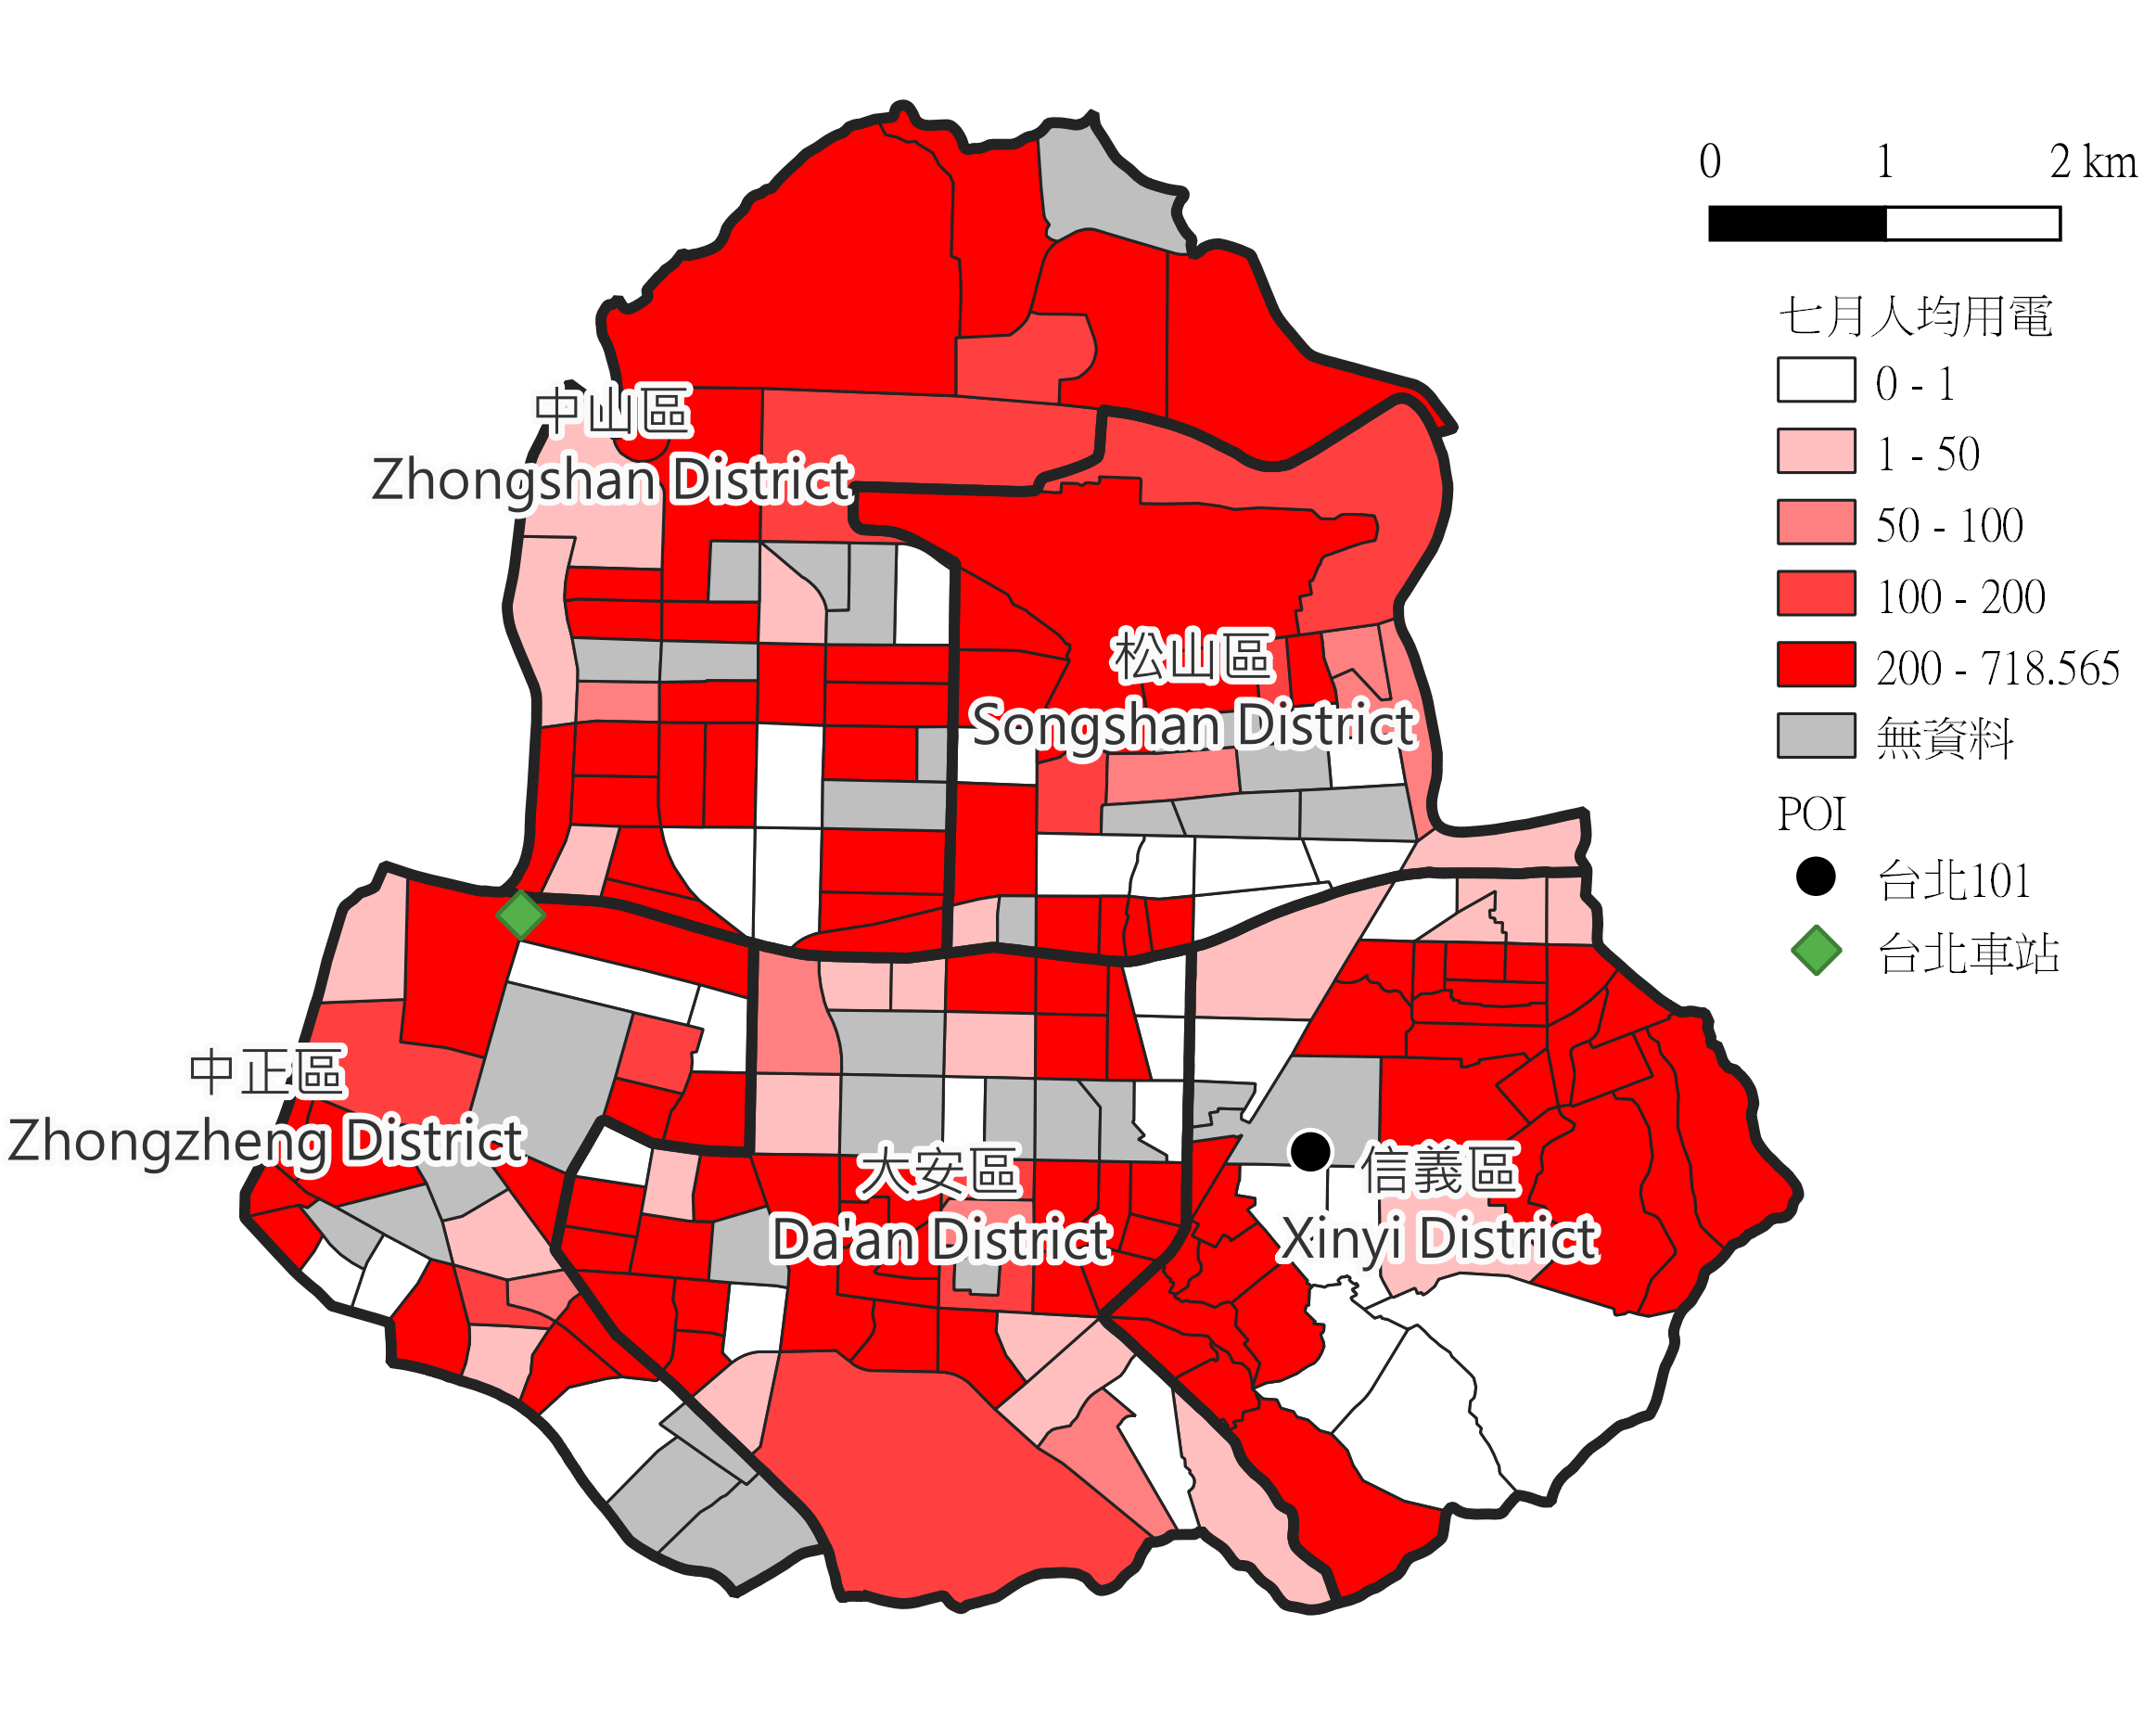 0 1 2 km
七月人均用電
0 - 1
1 - 50
50 - 100
100 - 200
200 - 718.565
無資料
POI
台北101
台北車站
中山區
Zhongshan District
松山區
Songshan District
中正區
Zhongzheng District
大安區
Da'an District
信義區
Xinyi District